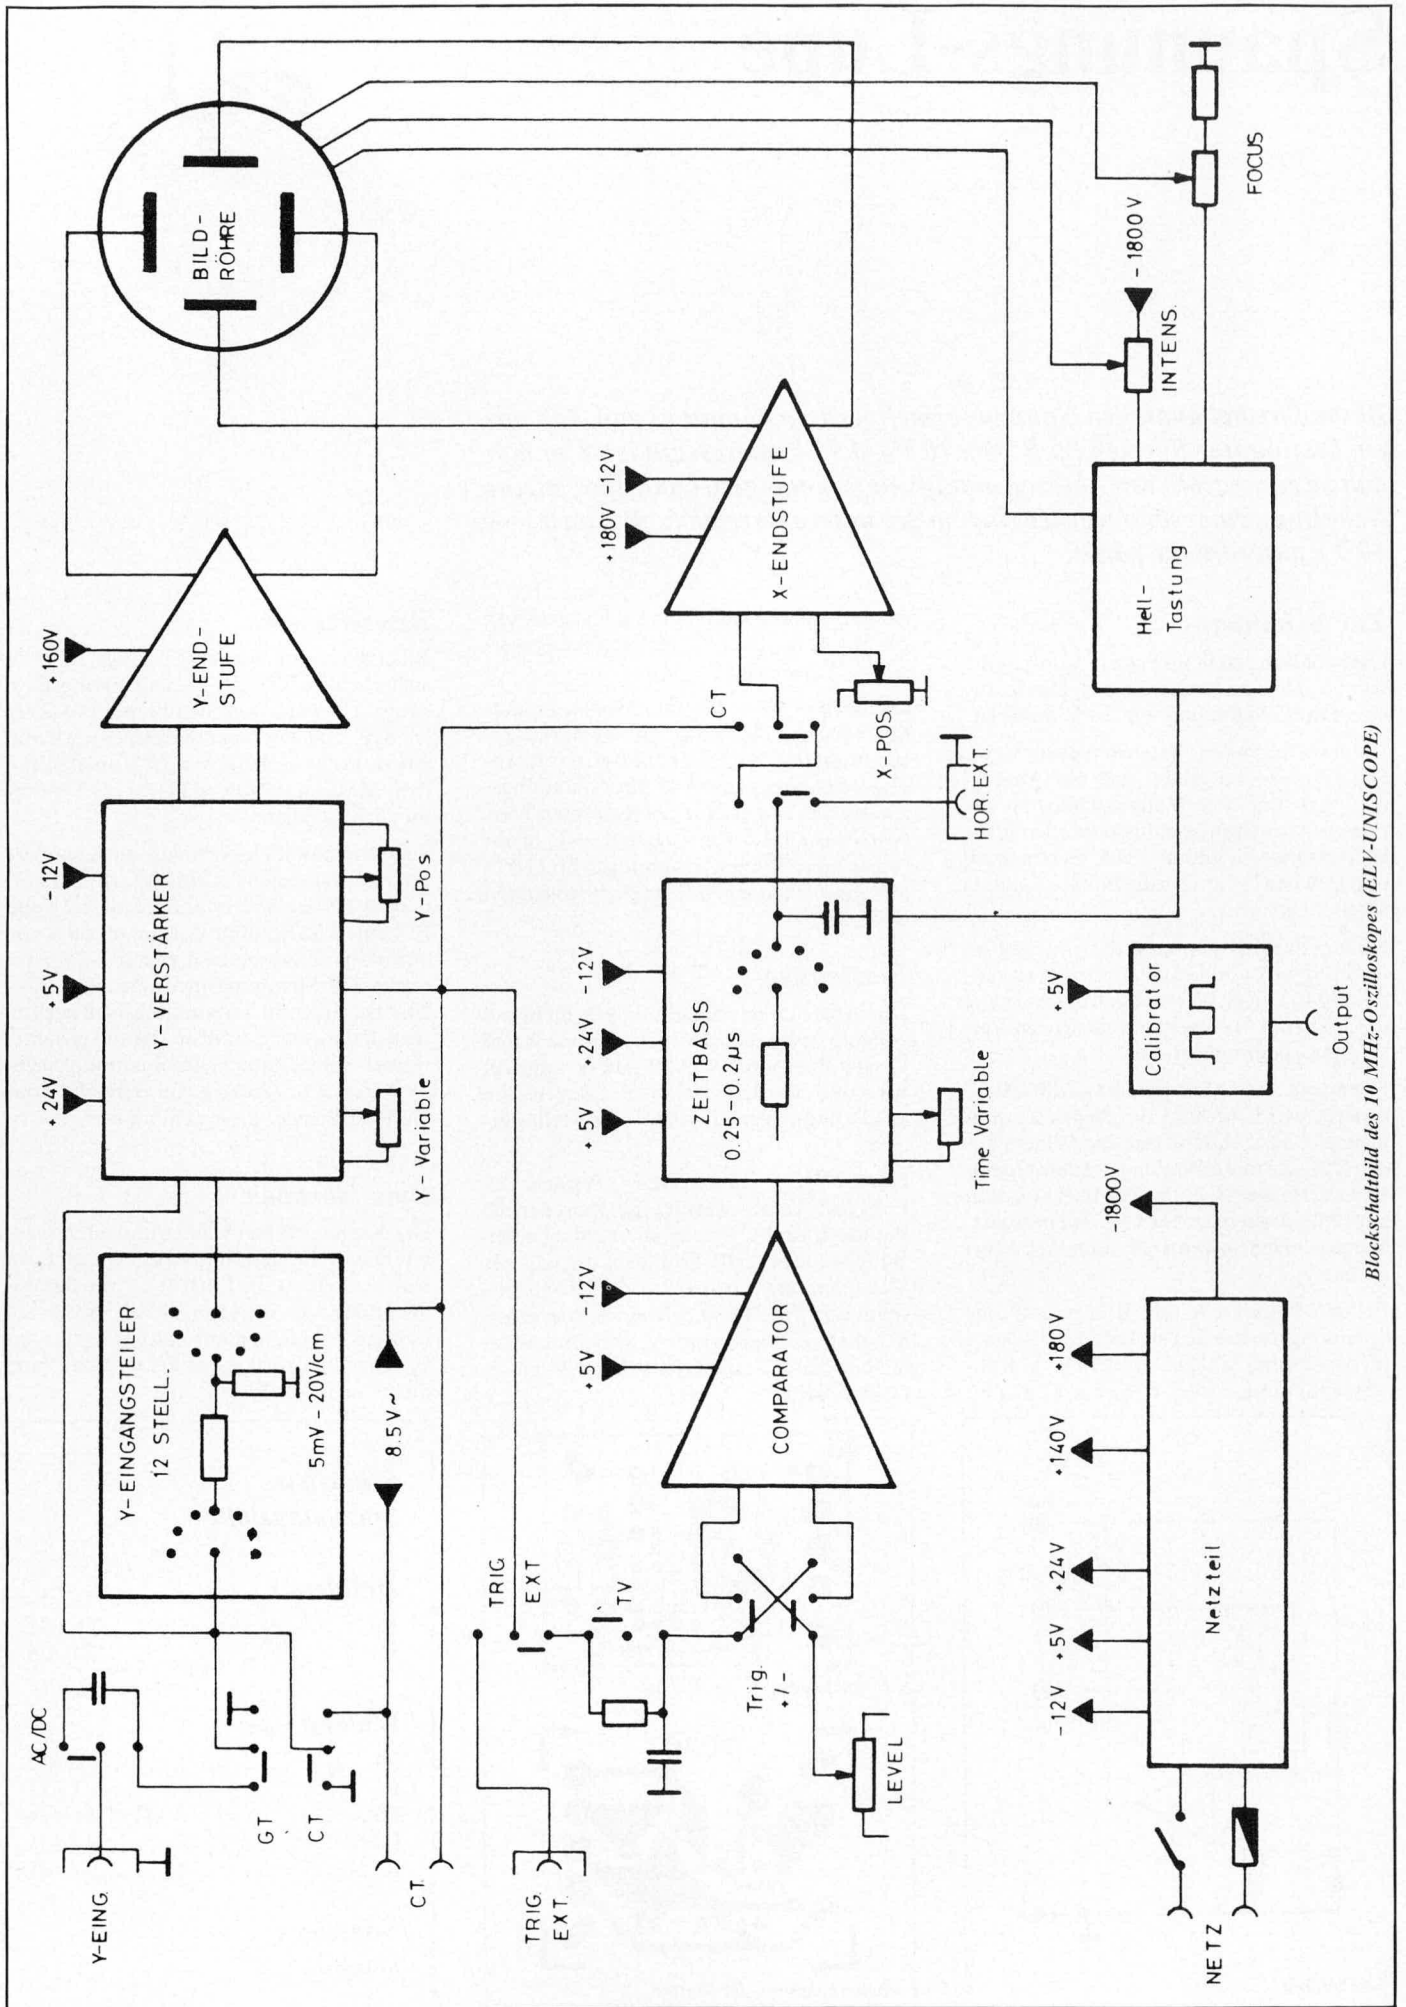 Y-EING.
AC/DC
GT
CT
Y-EINGANGSTEILER
12 STELL.
5mV - 20V/cm
+24V
+5V
-12V
Y-VERSTÄRKER
Y-Variable
Y-Pos
+160V
Y-END-
STUFE
BILD-
RÖHRE
8.5V~
CT.
TRIG.
EXT.
TRIG
EXT
TV
Trig.
+/-
LEVEL
COMPARATOR
+5V
-12V
ZEITBASIS
0.25-0.2µs
+5V
+24V
-12V
Time Variable
HOR. EXT.
CT
X-POS.
X-ENDSTUFE
+180V
-12V
NETZ
Netzteil
-12V
+5V
+24V
+140V
+180V
-1800V
Calibrator
+5V
Output
Hell-
Tastung
INTENS.
-1800V
FOCUS
Blockschaltbild des 10 MHz-Oszilloskopes (ELV-UNISCOPE)